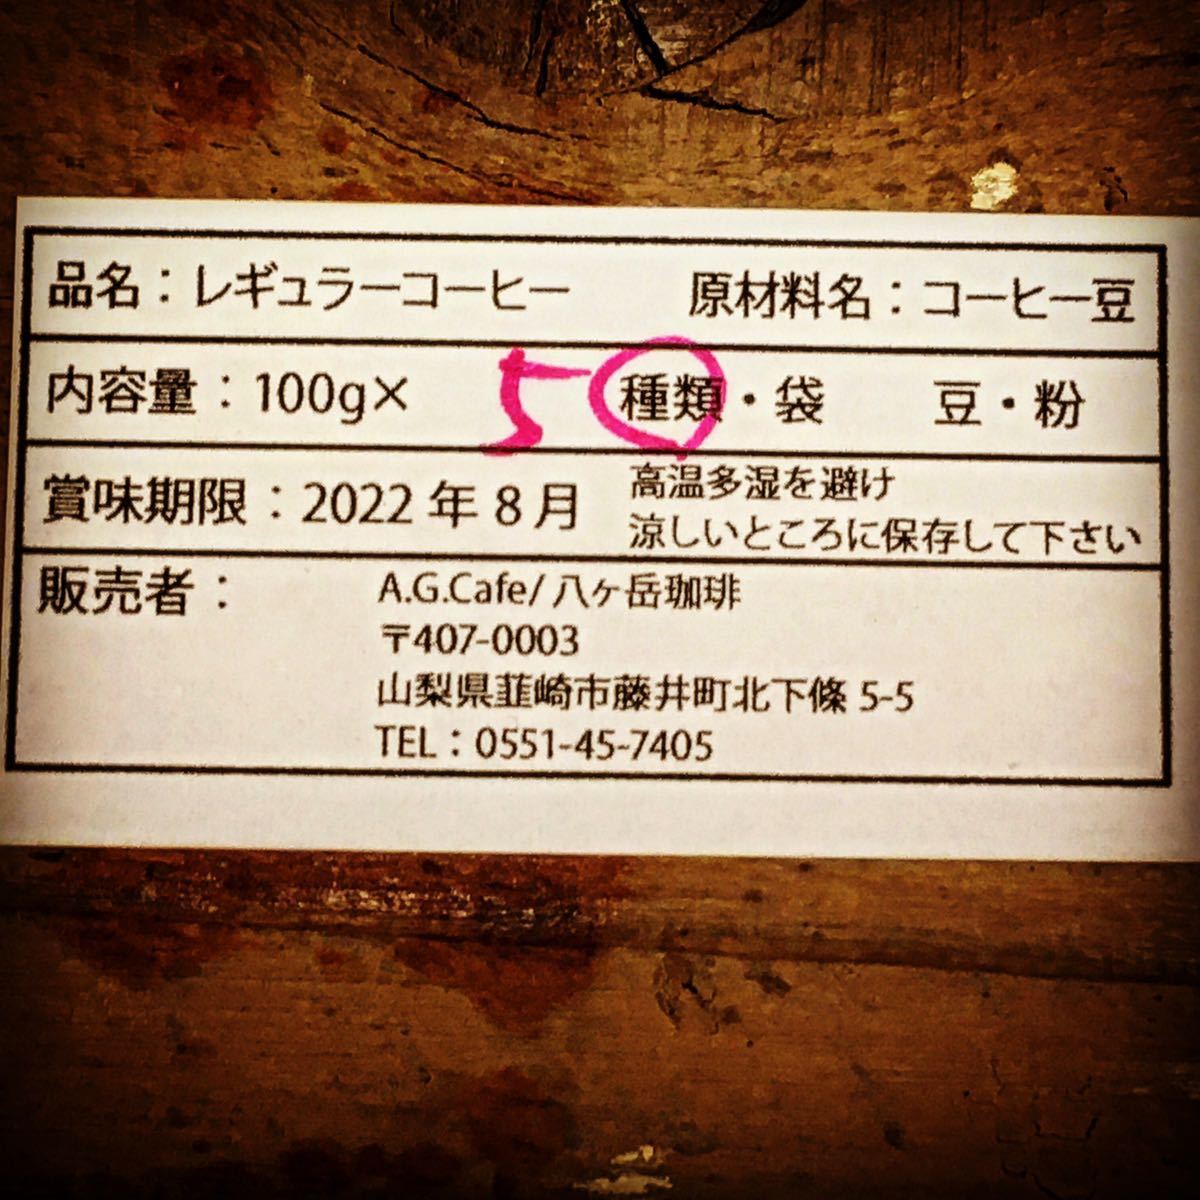 品名：レギュラーコーヒー 原材料名：コーヒー豆
内容量：100g× 5 種類・袋 豆・粉
賞味期限：2022年8月 高温多湿を避け
涼しいところに保存して下さい
販売者： A.G.Cafe/八ヶ岳珈琲
〒407-0003
山梨県韮崎市藤井町北下條 5-5
TEL：0551-45-7405